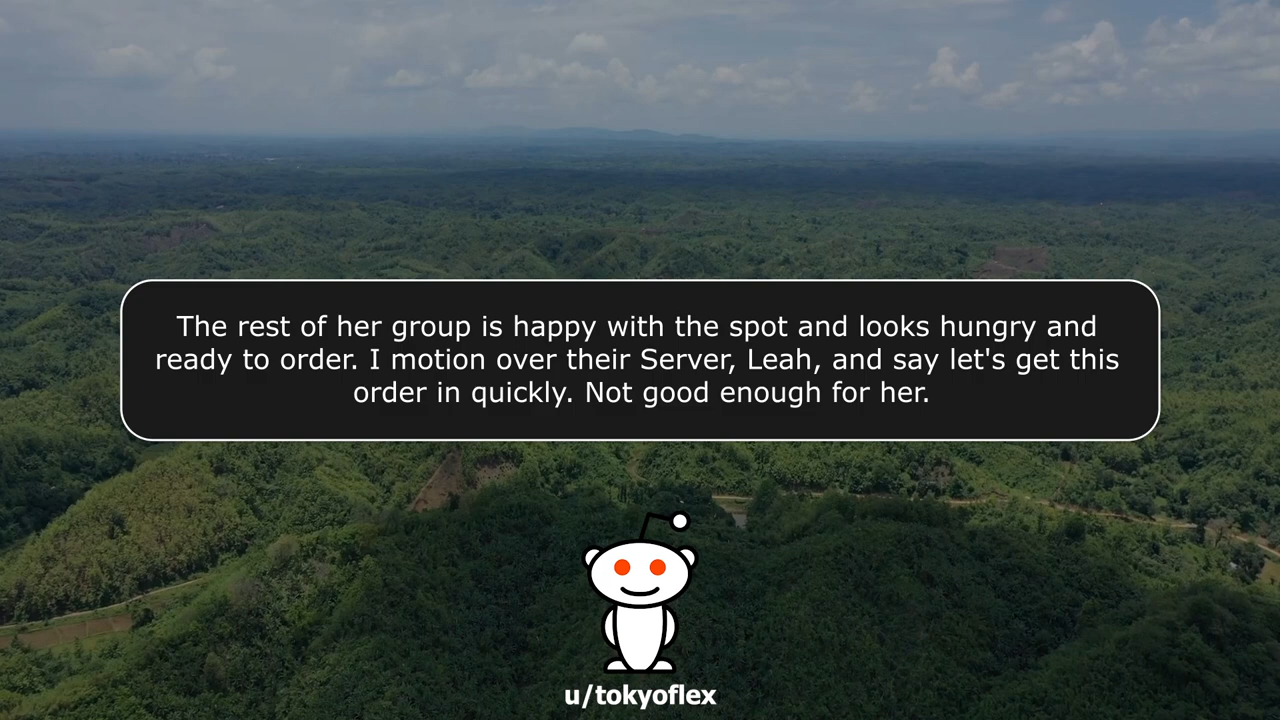 The rest of her group is happy with the spot and looks hungry and
ready to order. I motion over their Server, Leah, and say let's get this
order in quickly. Not good enough for her.
u/tokyoflex